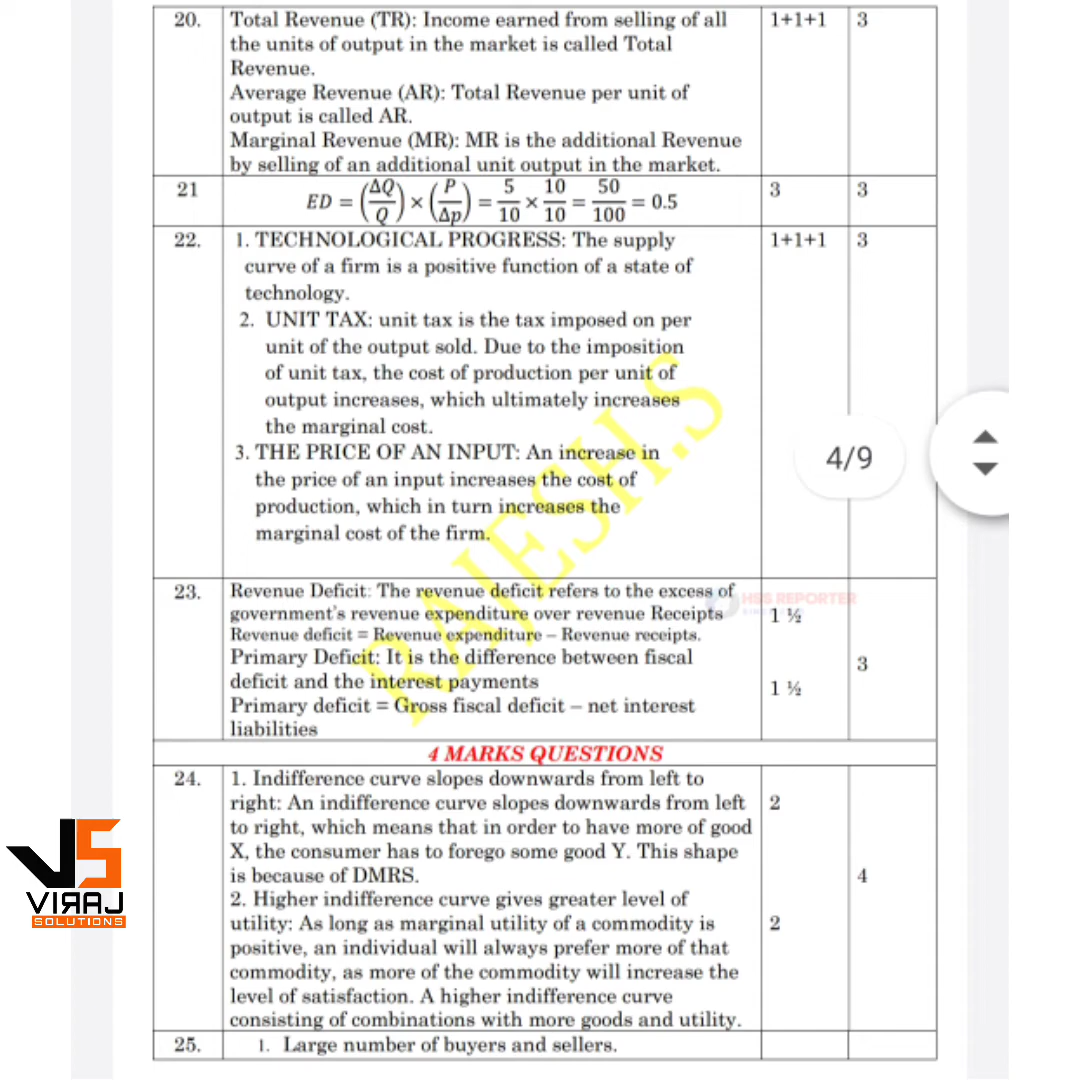 20. Total Revenue (TR): Income earned from selling of all 1+1+1 3
the units of output in the market is called Total
Revenue.
Average Revenue (AR): Total Revenue per unit of
output is called AR.
Marginal Revenue (MR): MR is the additional Revenue
by selling of an additional unit output in the market.
21 ED = (ΔQ/Q) × (P/Δp) = 5/10 × 10/10 = 50/100 = 0.5 3 3
22. 1. TECHNOLOGICAL PROGRESS: The supply 1+1+1 3
curve of a firm is a positive function of a state of
technology.
2. UNIT TAX: unit tax is the tax imposed on per
unit of the output sold. Due to the imposition
of unit tax, the cost of production per unit of
output increases, which ultimately increases
the marginal cost.
3. THE PRICE OF AN INPUT: An increase in
the price of an input increases the cost of
production, which in turn increases the
marginal cost of the firm.
4/9
RAJESH.S
23. Revenue Deficit: The revenue deficit refers to the excess of
HSS REPORTER
government's revenue expenditure over revenue Receipts 1 ½
Revenue deficit = Revenue expenditure – Revenue receipts.
Primary Deficit: It is the difference between fiscal 3
deficit and the interest payments 1 ½
Primary deficit = Gross fiscal deficit – net interest
liabilities
4 MARKS QUESTIONS
24. 1. Indifference curve slopes downwards from left to
right: An indifference curve slopes downwards from left 2
to right, which means that in order to have more of good
X, the consumer has to forego some good Y. This shape
is because of DMRS. 4
2. Higher indifference curve gives greater level of
utility: As long as marginal utility of a commodity is 2
positive, an individual will always prefer more of that
commodity, as more of the commodity will increase the
level of satisfaction. A higher indifference curve
consisting of combinations with more goods and utility.
25. 1. Large number of buyers and sellers.
VS
VIRAJ
SOLUTIONS